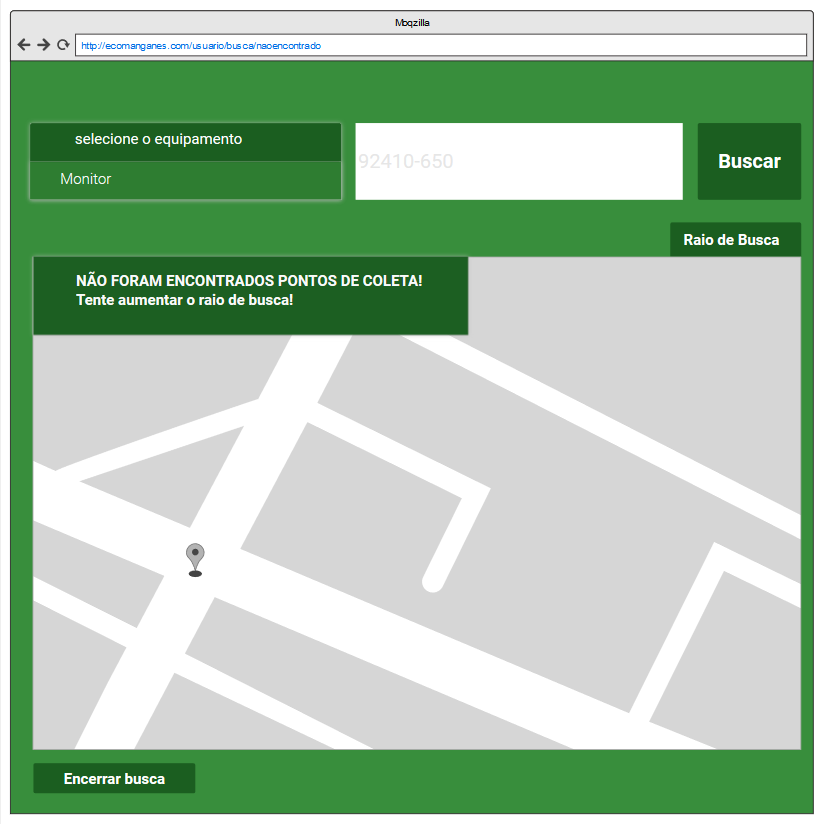 Moqzilla
http://ecomanganes.com/usuario/busca/naoencontrado
selecione o equipamento
Monitor
92410-650
Buscar
Raio de Busca
NÃO FORAM ENCONTRADOS PONTOS DE COLETA!
Tente aumentar o raio de busca!
Encerrar busca